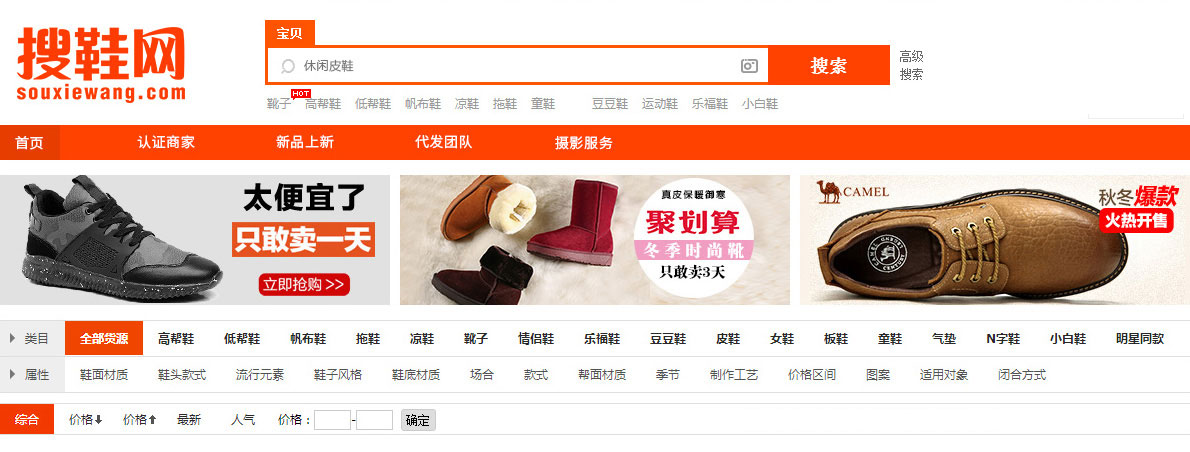 搜鞋网
souxiewang.com
宝贝
休闲皮鞋
搜索
高级
搜索
靴子 HOT 高帮鞋 低帮鞋 帆布鞋 凉鞋 拖鞋 童鞋 豆豆鞋 运动鞋 乐福鞋 小白鞋
首页 认证商家 新品上新 代发团队 摄影服务
太便宜了
只敢卖一天
立即抢购 >>
真皮保暖御寒
聚划算
冬季时尚靴
只敢卖3天
CAMEL
秋冬爆款
火热开售
CAMEL CENTURY
类目 全部货源 高帮鞋 低帮鞋 帆布鞋 拖鞋 凉鞋 靴子 情侣鞋 乐福鞋 豆豆鞋 皮鞋 女鞋 板鞋 童鞋 气垫 N字鞋 小白鞋 明星同款
属性 鞋面材质 鞋头款式 流行元素 鞋子风格 鞋底材质 场合 款式 帮面材质 季节 制作工艺 价格区间 图案 适用对象 闭合方式
综合 价格 价格 最新 人气 价格： - 确定